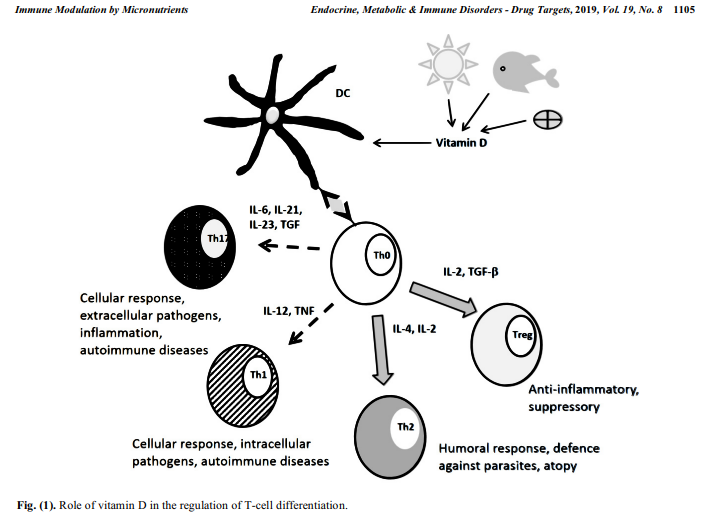 Immune Modulation by Micronutrients
Endocrine, Metabolic & Immune Disorders - Drug Targets, 2019, Vol. 19, No. 8 1105
DC
Vitamin D
IL-6, IL-21,
IL-23, TGF
Th17
Th0
IL-2, TGF-β
Cellular response,
extracellular pathogens,
inflammation,
autoimmune diseases
IL-12, TNF
IL-4, IL-2
Treg
Th1
Anti-inflammatory,
suppressory
Th2
Cellular response, intracellular
pathogens, autoimmune diseases
Humoral response, defence
against parasites, atopy
Fig. (1). Role of vitamin D in the regulation of T-cell differentiation.